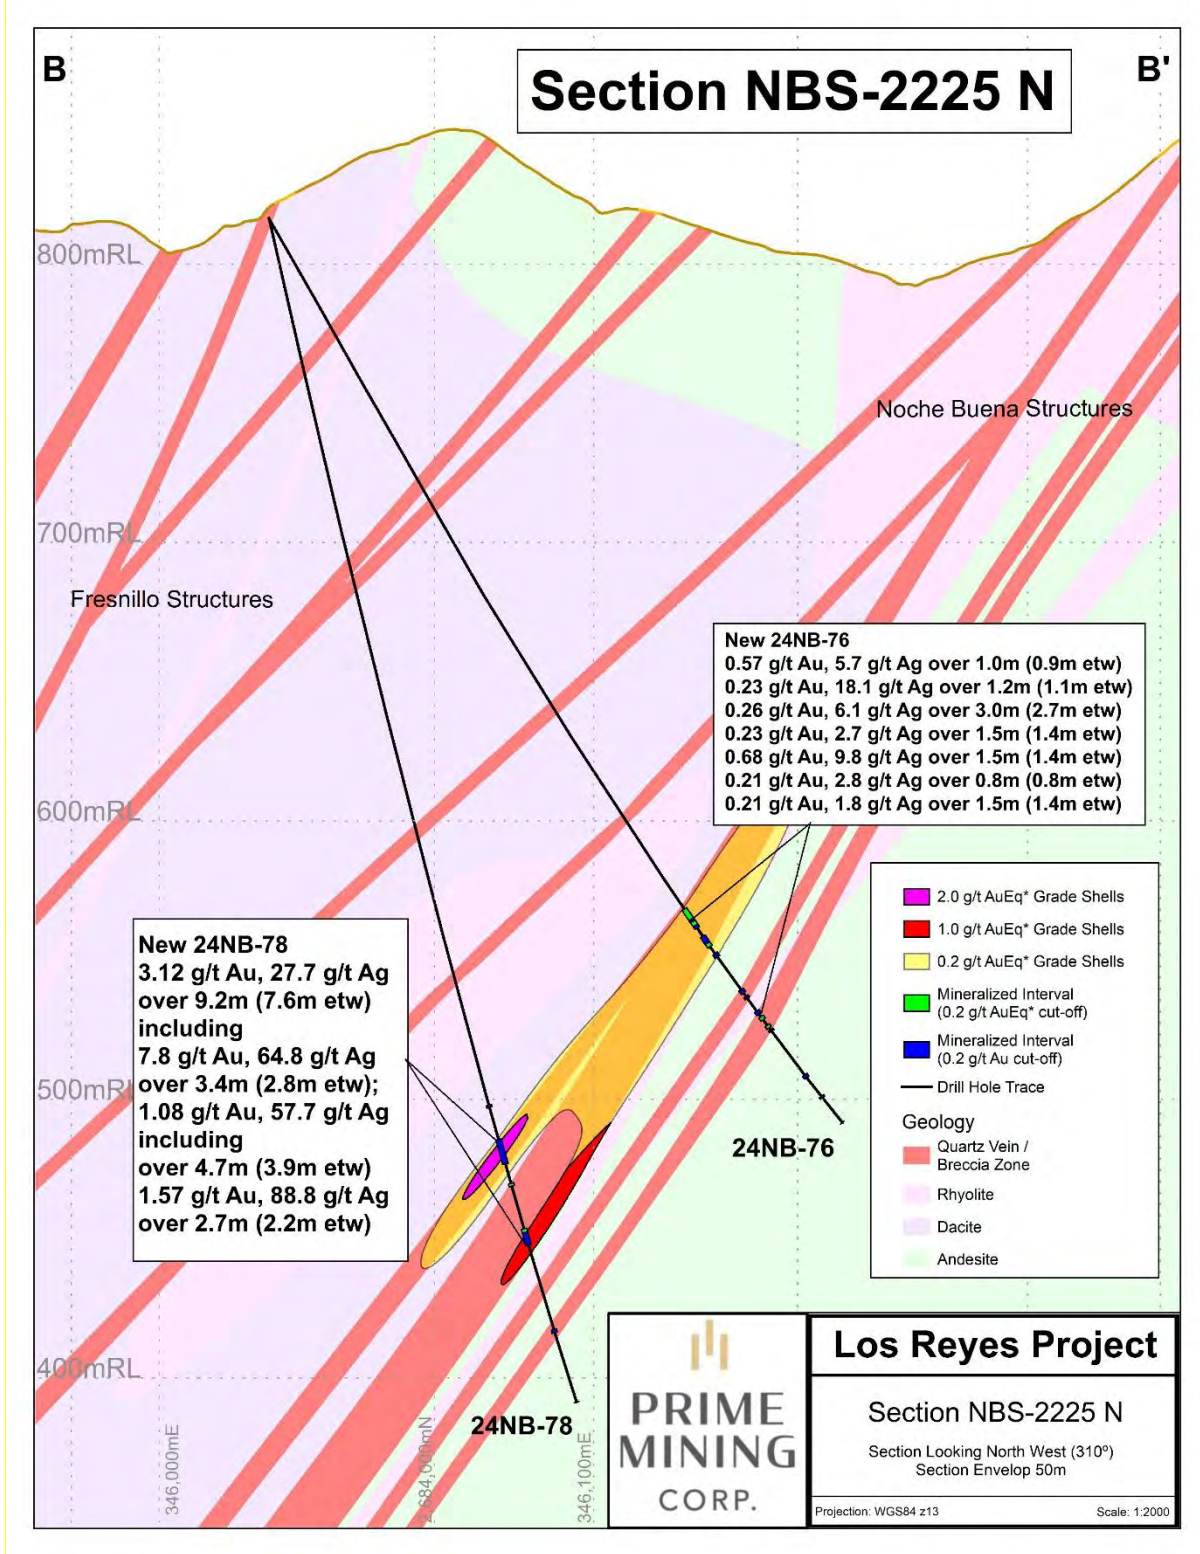 B
B'
Section NBS-2225 N
800mRL
Noche Buena Structures
700mRL
Fresnillo Structures
New 24NB-76
0.57 g/t Au, 5.7 g/t Ag over 1.0m (0.9m etw)
0.23 g/t Au, 18.1 g/t Ag over 1.2m (1.1m etw)
0.26 g/t Au, 6.1 g/t Ag over 3.0m (2.7m etw)
0.23 g/t Au, 2.7 g/t Ag over 1.5m (1.4m etw)
0.68 g/t Au, 9.8 g/t Ag over 1.5m (1.4m etw)
0.21 g/t Au, 2.8 g/t Ag over 0.8m (0.8m etw)
0.21 g/t Au, 1.8 g/t Ag over 1.5m (1.4m etw)
600mRL
New 24NB-78
3.12 g/t Au, 27.7 g/t Ag
over 9.2m (7.6m etw)
including
7.8 g/t Au, 64.8 g/t Ag
over 3.4m (2.8m etw);
1.08 g/t Au, 57.7 g/t Ag
including
over 4.7m (3.9m etw)
1.57 g/t Au, 88.8 g/t Ag
over 2.7m (2.2m etw)
500mRL
2.0 g/t AuEq* Grade Shells
1.0 g/t AuEq* Grade Shells
0.2 g/t AuEq* Grade Shells
Mineralized Interval
(0.2 g/t AuEq* cut-off)
Mineralized Interval
(0.2 g/t Au cut-off)
Drill Hole Trace
Geology
Quartz Vein /
Breccia Zone
Rhyolite
Dacite
Andesite
24NB-76
400mRL
24NB-78
346,000mE
2,684,000mN
346,100mE
PRIME
MINING
CORP.
Los Reyes Project
Section NBS-2225 N
Section Looking North West (310º)
Section Envelop 50m
Projection: WGS84 z13
Scale: 1:2000